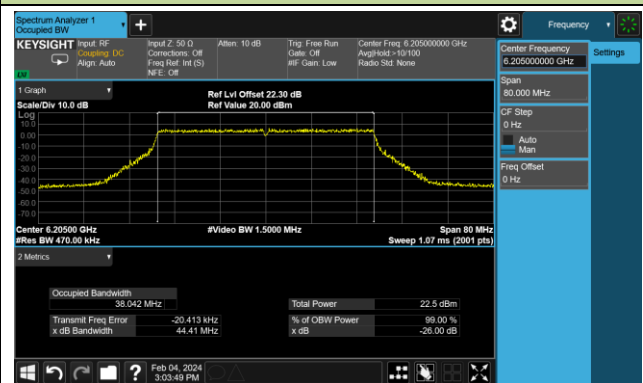 Spectrum Analyzer 1
Occupied BW
Frequency
KEYSIGHT
Input: RF
Coupling: DC
Align: Auto
Input Z: 50 Ω
Corrections: Off
Freq Ref: Int (S)
NFE: Off
Atten: 10 dB
Trig: Free Run
Gate: Off
#IF Gain: Low
Center Freq: 6.205000000 GHz
Avg|Hold:>10/100
Radio Std: None
Center Frequency
6.205000000 GHz
Settings
Span
80.000 MHz
CF Step
0 Hz
Auto
Man
Freq Offset
0 Hz
1 Graph
Scale/Div 10.0 dB
Ref Lvl Offset 22.30 dB
Ref Value 20.00 dBm
Log
10.0
0.00
-10.0
-20.0
-30.0
-40.0
-50.0
-60.0
-70.0
Center 6.20500 GHz
#Res BW 470.00 kHz
#Video BW 1.5000 MHz
Span 80 MHz
Sweep 1.07 ms (2001 pts)
2 Metrics
Occupied Bandwidth
38.042 MHz
Total Power 22.5 dBm
Transmit Freq Error -20.413 kHz
% of OBW Power 99.00 %
x dB Bandwidth 44.41 MHz
x dB -26.00 dB
Feb 04, 2024
3:03:49 PM